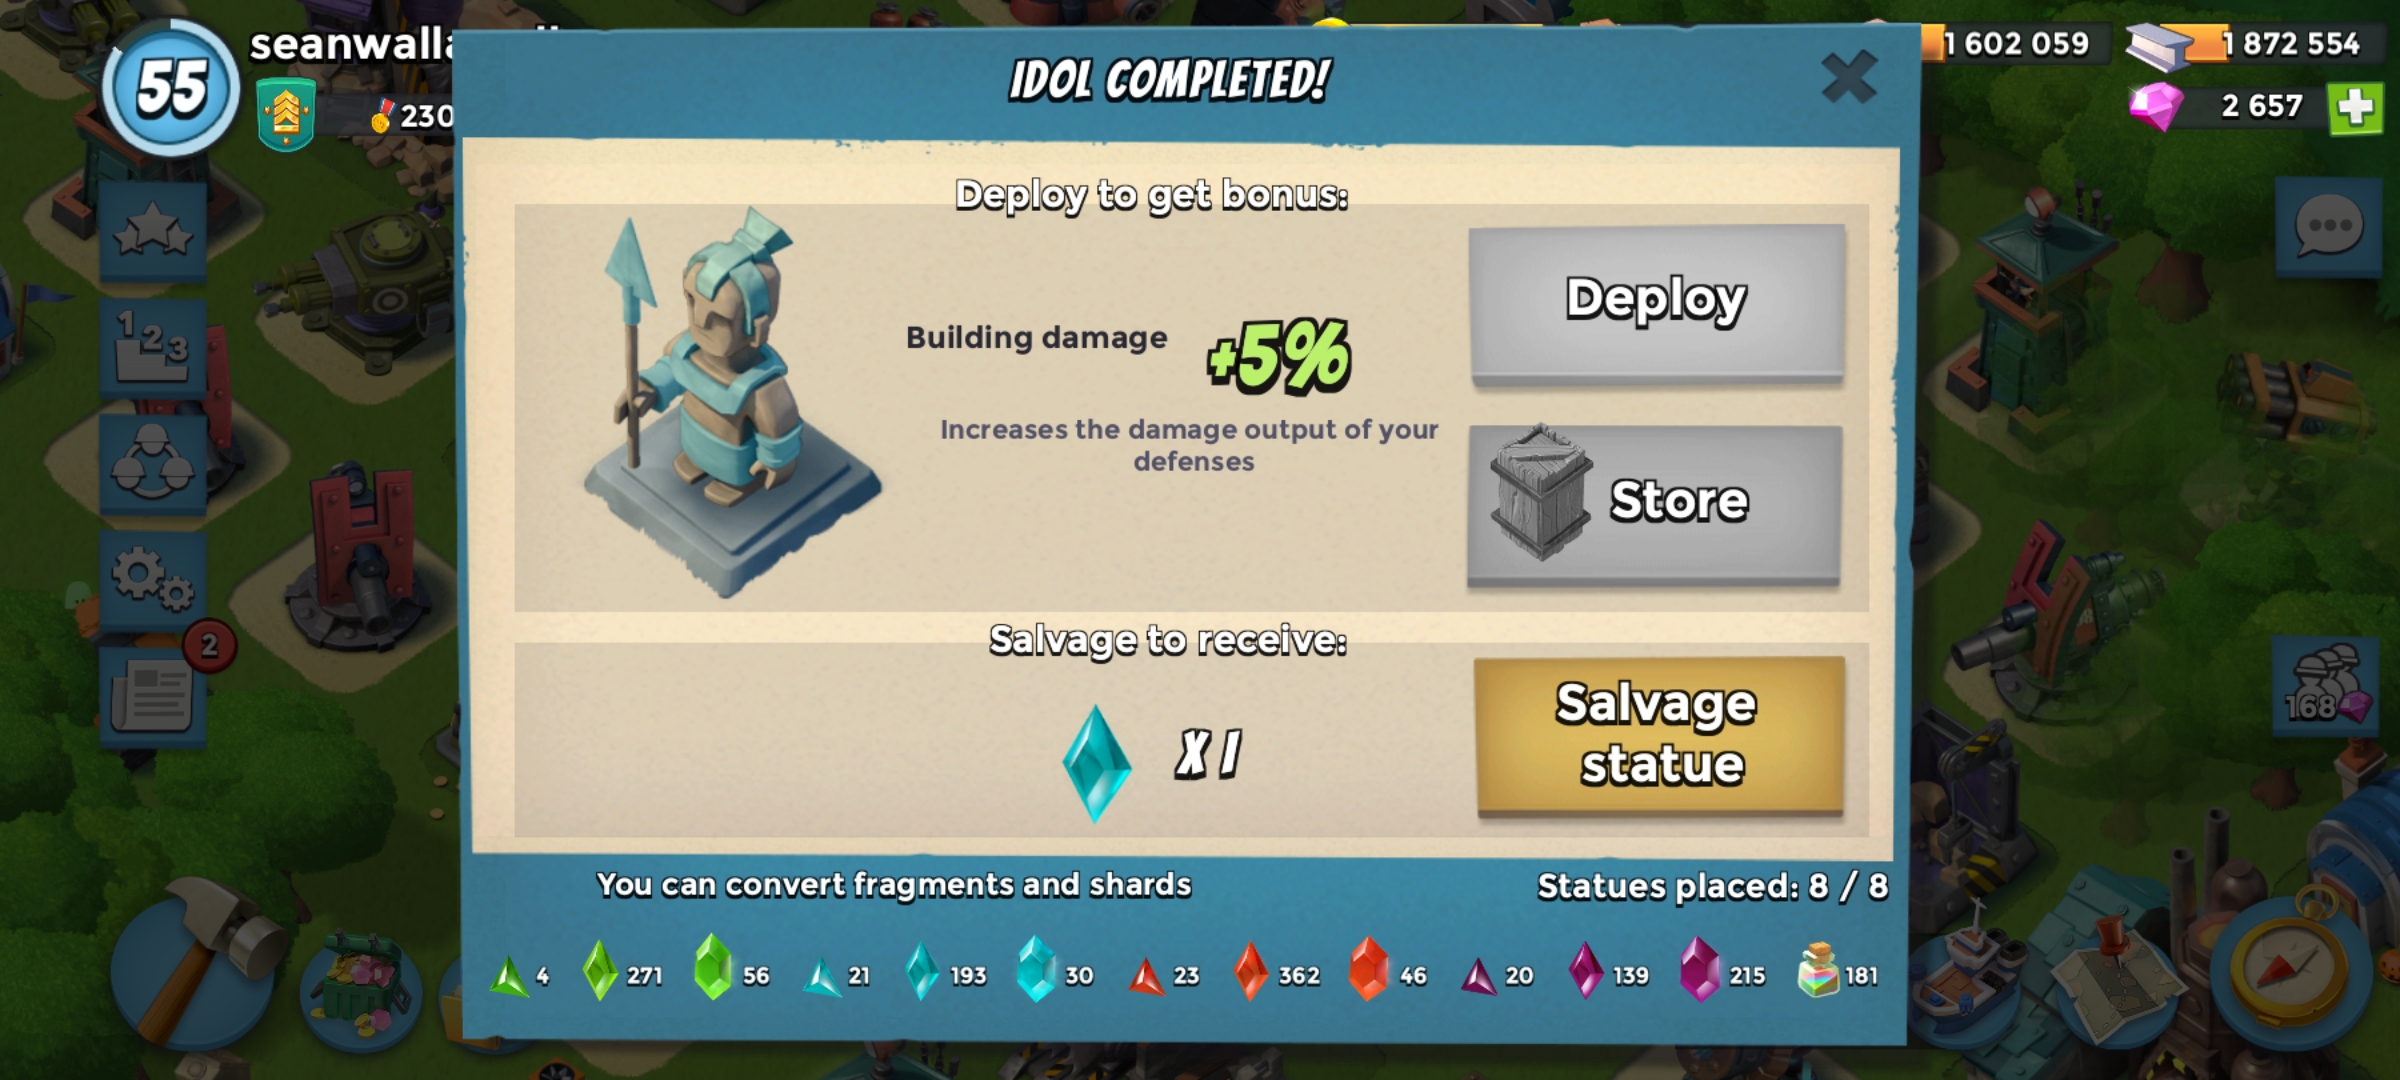 55
230
1 602 059
1 872 554
2 657
IDOL COMPLETED!
Deploy to get bonus:
Building damage +5%
Increases the damage output of your
defenses
Deploy
Store
1 2 3
2
168
Salvage to receive:
X 1
Salvage
statue
You can convert fragments and shards
Statues placed: 8 / 8
4 271 56 21 193 30 23 362 46 20 139 215 181